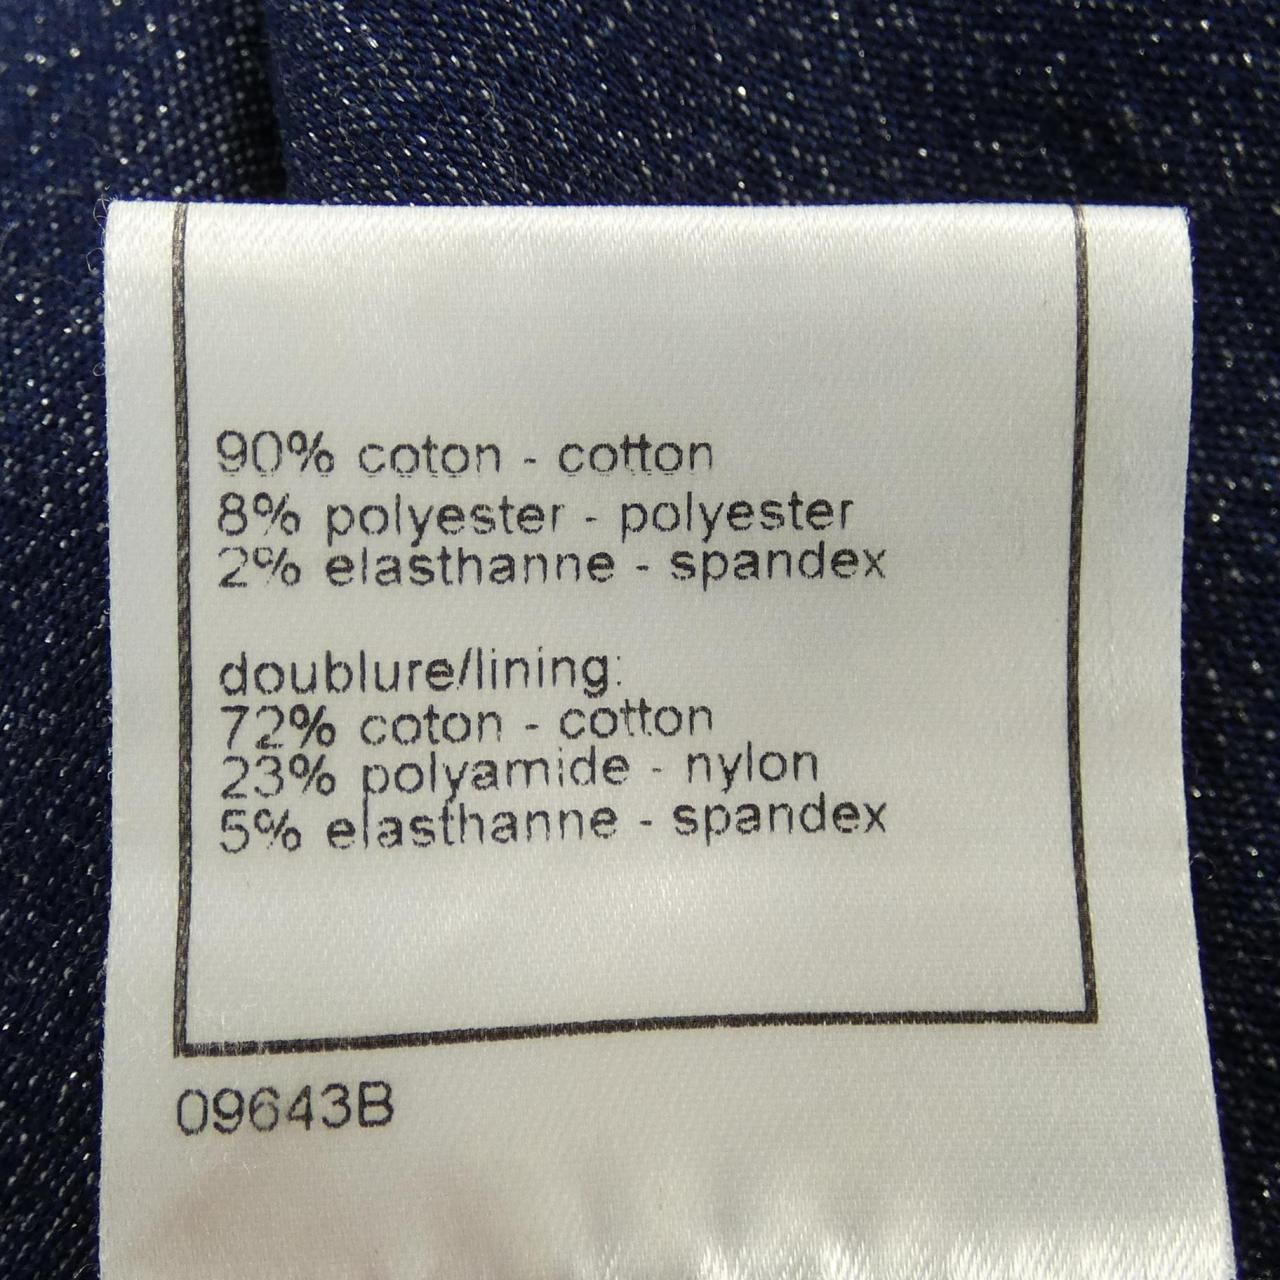 90% coton - cotton
8% polyester - polyester
2% elasthanne - spandex
doublure/lining:
72% coton - cotton
23% polyamide - nylon
5% elasthanne - spandex
09643B